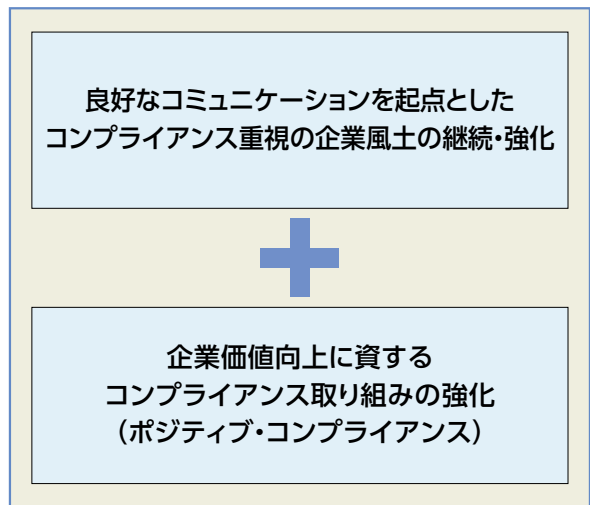 良好なコミュニケーションを起点とした
コンプライアンス重視の企業風土の継続・強化
企業価値向上に資する
コンプライアンス取り組みの強化
（ポジティブ・コンプライアンス）